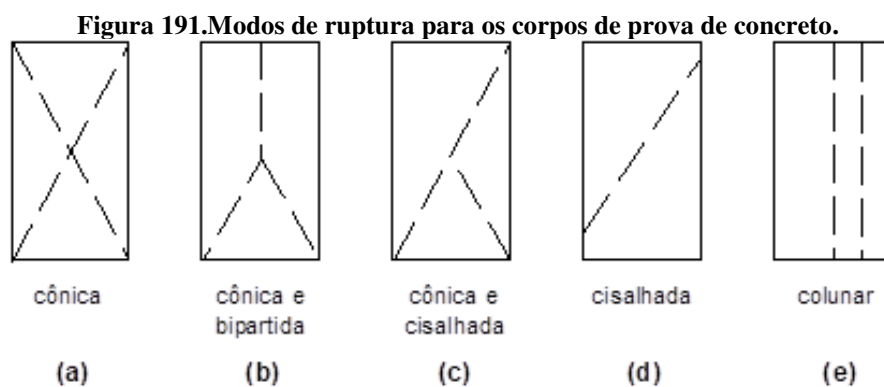 Figura 191.Modos de ruptura para os corpos de prova de concreto.
cônica
cônica e
bipartida
cônica e
cisalhada
cisalhada
colunar
(a)
(b)
(c)
(d)
(e)